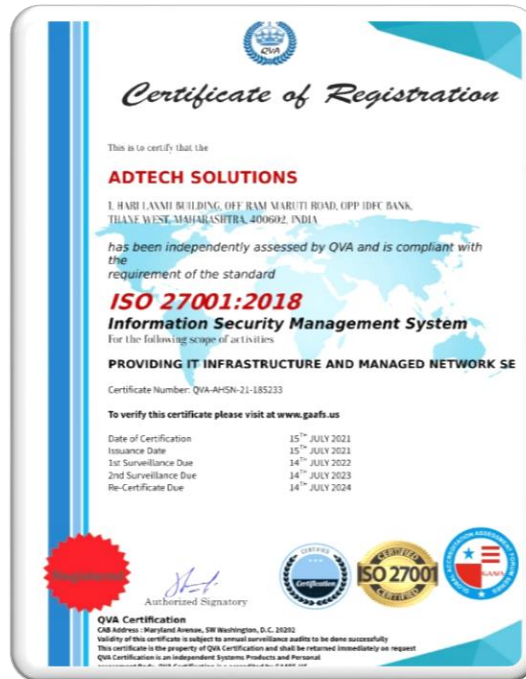 QVA
Certificate of Registration
This is to certify that the
ADTECH SOLUTIONS
1, HARI LAXMI BUILDING, OFF RAM MARUTI ROAD, OPP IDFC BANK,
THANE WEST, MAHARASHTRA, 400602, INDIA
has been independently assessed by QVA and is compliant with
the
requirement of the standard
ISO 27001:2018
Information Security Management System
For the following scope of activities
PROVIDING IT INFRASTRUCTURE AND MANAGED NETWORK SE
Certificate Number: QVA-AHSN-21-185233
To verify this certificate please visit at www.gaafs.us
Date of Certification 15TH JULY 2021
Issuance Date 15TH JULY 2021
1st Surveillance Due 14TH JULY 2022
2nd Surveillance Due 14TH JULY 2023
Re-Certificate Due 14TH JULY 2024
Registered
Authorized Signatory
CERTIFIED
Certification
CERTIFIED
ISO 27001
CERTIFIED
GLOBAL ACCREDITATION ASSESSMENT FORUM
GAAFS
QVA Certification
CAB Address : Maryland Avenue, SW Washington, D.C. 20202
Validity of this certificate is subject to annual surveillance audits to be done successfully
This certificate is the property of QVA Certification and shall be returned immediately on request
QVA Certification is an independent Systems Products and Personal